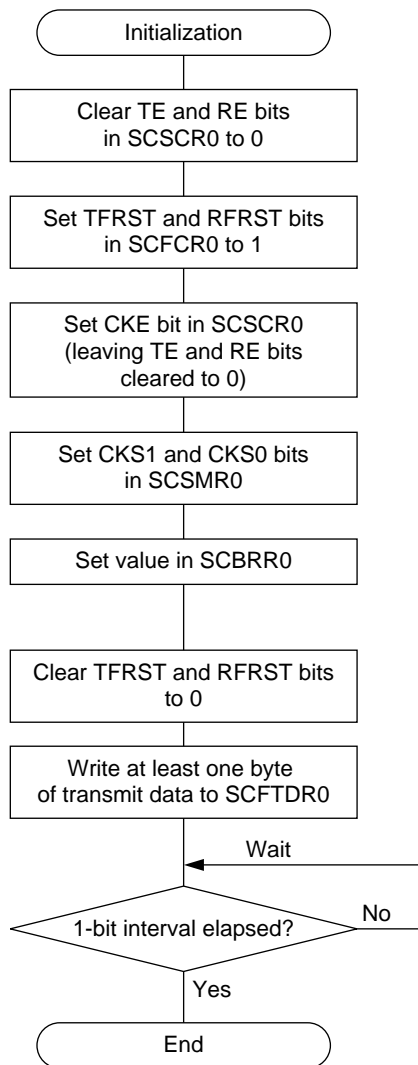 Initialization
Clear TE and RE bits
in SCSCR0 to 0
Set TFRST and RFRST bits
in SCFCR0 to 1
Set CKE bit in SCSCR0
(leaving TE and RE bits
cleared to 0)
Set CKS1 and CKS0 bits
in SCSMR0
Set value in SCBRR0
Clear TFRST and RFRST bits
to 0
Write at least one byte
of transmit data to SCFTDR0
Wait
1-bit interval elapsed?
No
Yes
End